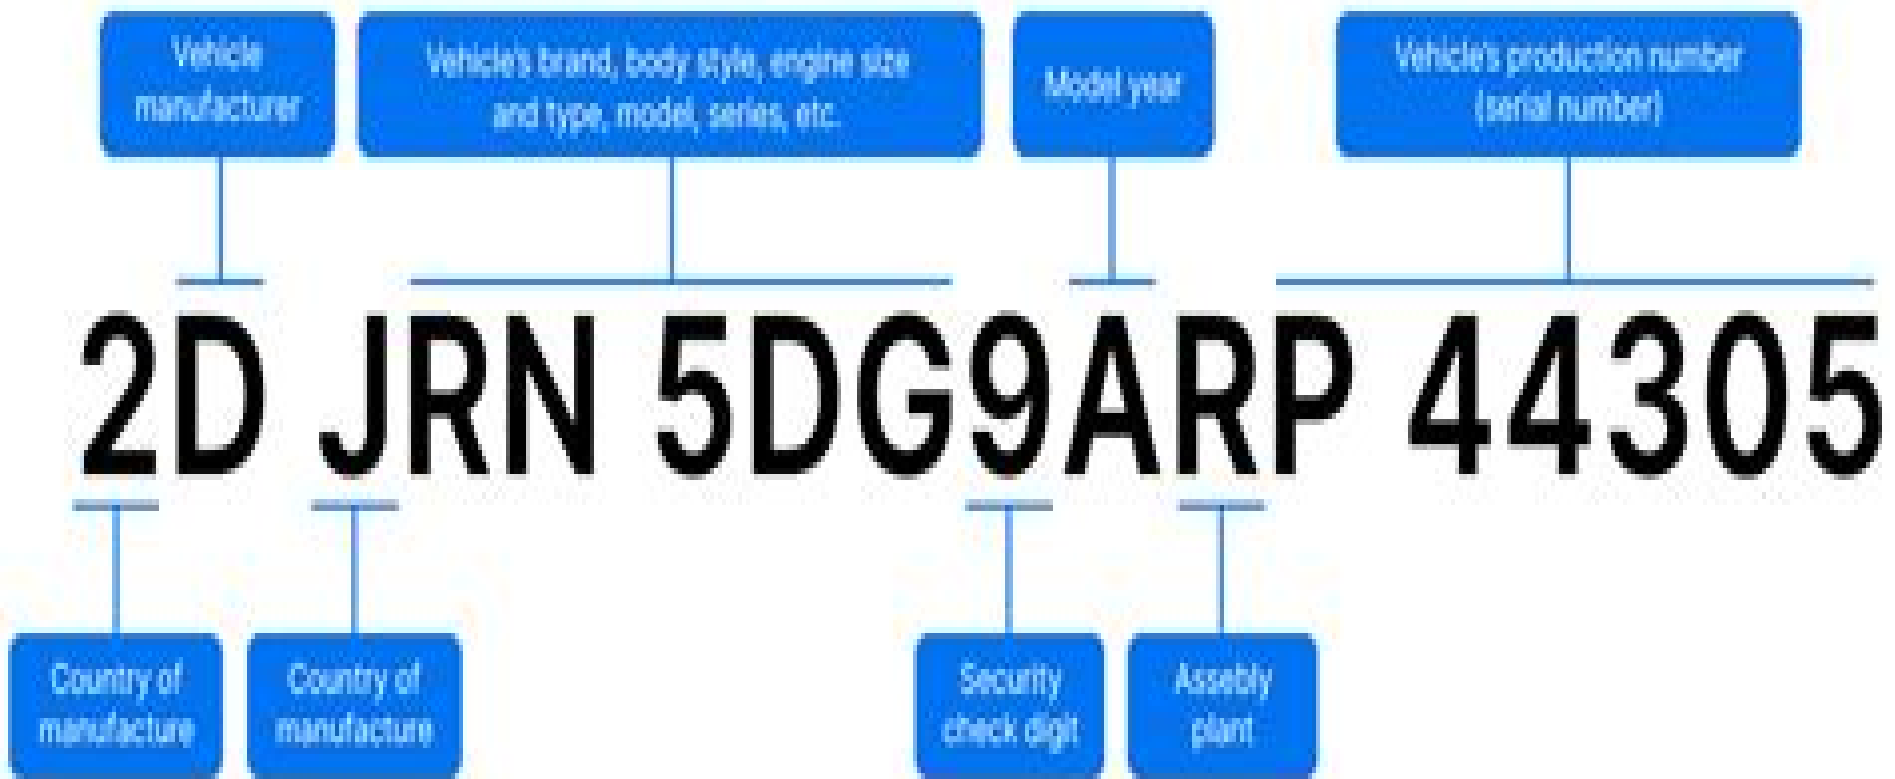 Vehicle
manufacturer
Vehicle's brand, body style, engine size
and type, model, series, etc.
Model year
Vehicle's production number
(serial number)
2D JRN 5DG9ARP 44305
Country of
manufacture
Country of
manufacture
Security
check digit
Assebly
plant